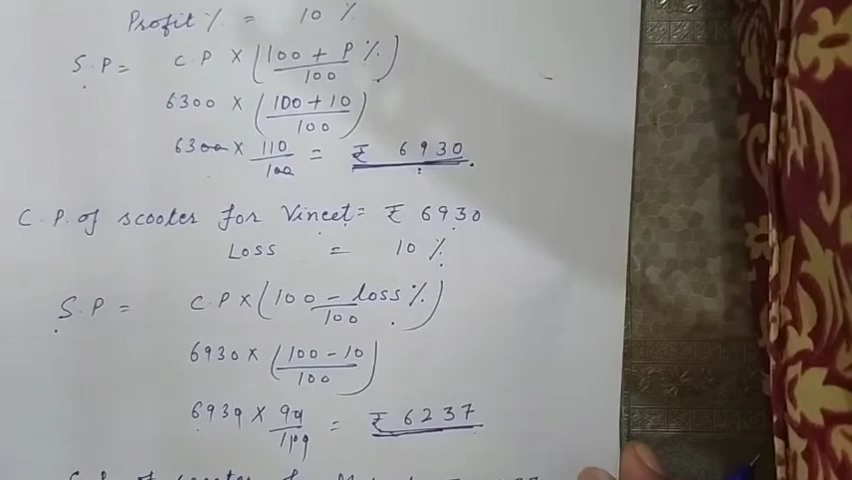 Profit % = 10 %
S.P = C.P × (100 + P % / 100)
6300 × (100 + 10 / 100)
6300 × 110/100 = ₹ 6930
C.P. of scooter for Vineet = ₹ 6930
Loss = 10 %
S.P = C.P × (100 - loss % / 100)
6930 × (100 - 10 / 100)
6930 × 90/100 = ₹ 6237